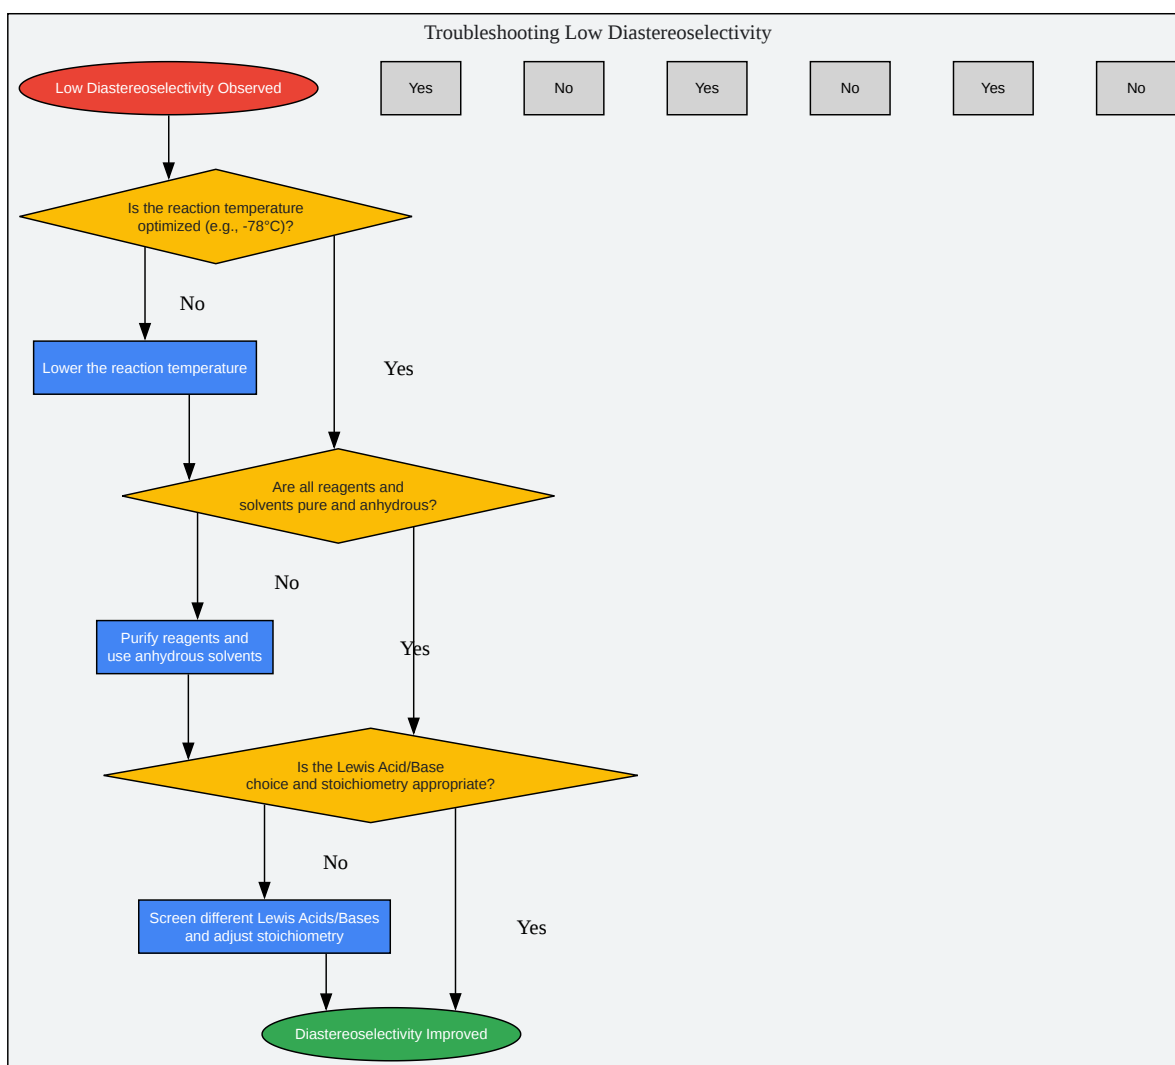 Troubleshooting Low Diastereoselectivity
Low Diastereoselectivity Observed
Yes
No
Yes
No
Yes
No
Is the reaction temperature
optimized (e.g., -78°C)?
No
Lower the reaction temperature
Yes
Are all reagents and
solvents pure and anhydrous?
No
Purify reagents and
use anhydrous solvents
Yes
Is the Lewis Acid/Base
choice and stoichiometry appropriate?
No
Screen different Lewis Acids/Bases
and adjust stoichiometry
Yes
Diastereoselectivity Improved